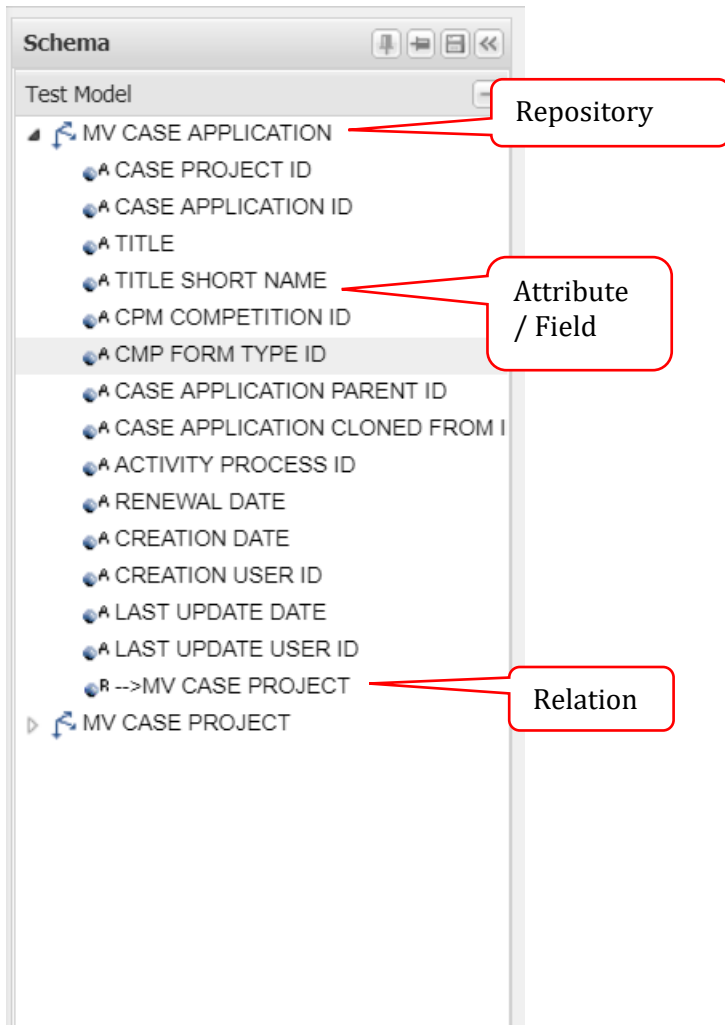 Schema
Test Model
Repository
MV CASE APPLICATION
A CASE PROJECT ID
A CASE APPLICATION ID
A TITLE
A TITLE SHORT NAME
Attribute
/ Field
A CPM COMPETITION ID
A CMP FORM TYPE ID
A CASE APPLICATION PARENT ID
A CASE APPLICATION CLONED FROM I
A ACTIVITY PROCESS ID
A RENEWAL DATE
A CREATION DATE
A CREATION USER ID
A LAST UPDATE DATE
A LAST UPDATE USER ID
R -->MV CASE PROJECT
Relation
MV CASE PROJECT